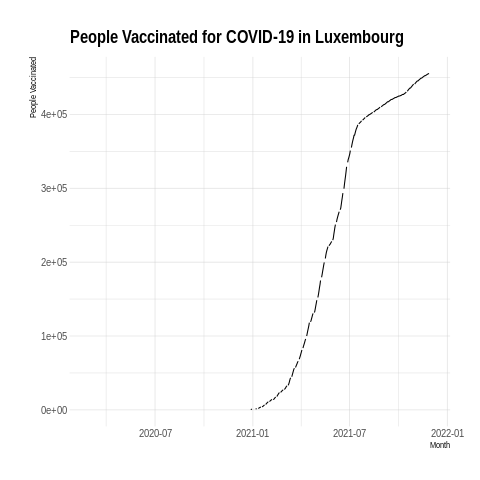 People Vaccinated for COVID-19 in Luxembourg
People Vaccinated
4e+05
3e+05
2e+05
1e+05
0e+00
2020-07 2021-01 2021-07 2022-01
Month